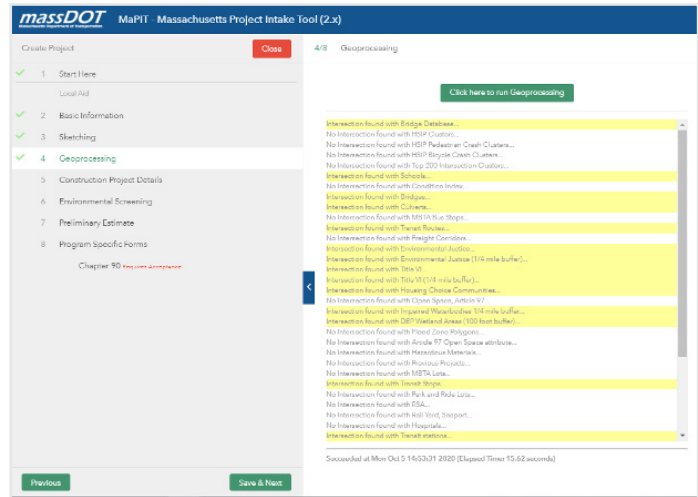 massDOT MaPIT - Massachusetts Project Intake Tool (2.x)
Massachusetts Department of Transportation
Create Project
Close
1 Start Here
Local Aid
2 Basic Information
3 Sketching
4 Geoprocessing
5 Construction Project Details
6 Environmental Screening
7 Preliminary Estimate
8 Program Specific Forms
Chapter 90 Requires Acceptance
Previous
Save & Next
4/8 Geoprocessing
Click here to run Geoprocessing
Intersection found with Bridge Database...
No Intersection found with HSIP Clusters...
No Intersection found with HSIP Pedestrian Crash Clusters...
No Intersection found with HSIP Bicycle Crash Clusters...
No Intersection found with Top 200 Intersection Clusters...
Intersection found with Schools...
No Intersection found with Condition Index...
Intersection found with Bridges...
Intersection found with Culverts...
No Intersection found with MBTA Bus Stops...
Intersection found with Transit Routes...
No Intersection found with Freight Corridors...
Intersection found with Environmental Justice...
Intersection found with Environmental Justice (1/4 mile buffer)...
Intersection found with Title VI...
Intersection found with Title VI (1/4 mile buffer)...
Intersection found with Housing Choice Communities...
No Intersection found with Open Space, Article 97
Intersection found with Impaired Waterbodies 1/4 mile buffer...
Intersection found with DEP Wetland Areas (100 foot buffer)...
No Intersection found with Flood Zone Polygons...
No Intersection found with Article 97 Open Space attribute...
No Intersection found with Hazardous Materials...
No Intersection found with Previous Projects...
No Intersection found with MBTA Lots...
Intersection found with Transit Stops...
No Intersection found with Park and Ride Lots...
No Intersection found with RSA...
No Intersection found with Rail Yard, Seaport...
No Intersection found with Hospitals...
Intersection found with Transit stations...
Succeeded at Mon Oct 5 14:53:31 2020 (Elapsed Time: 15.62 seconds)